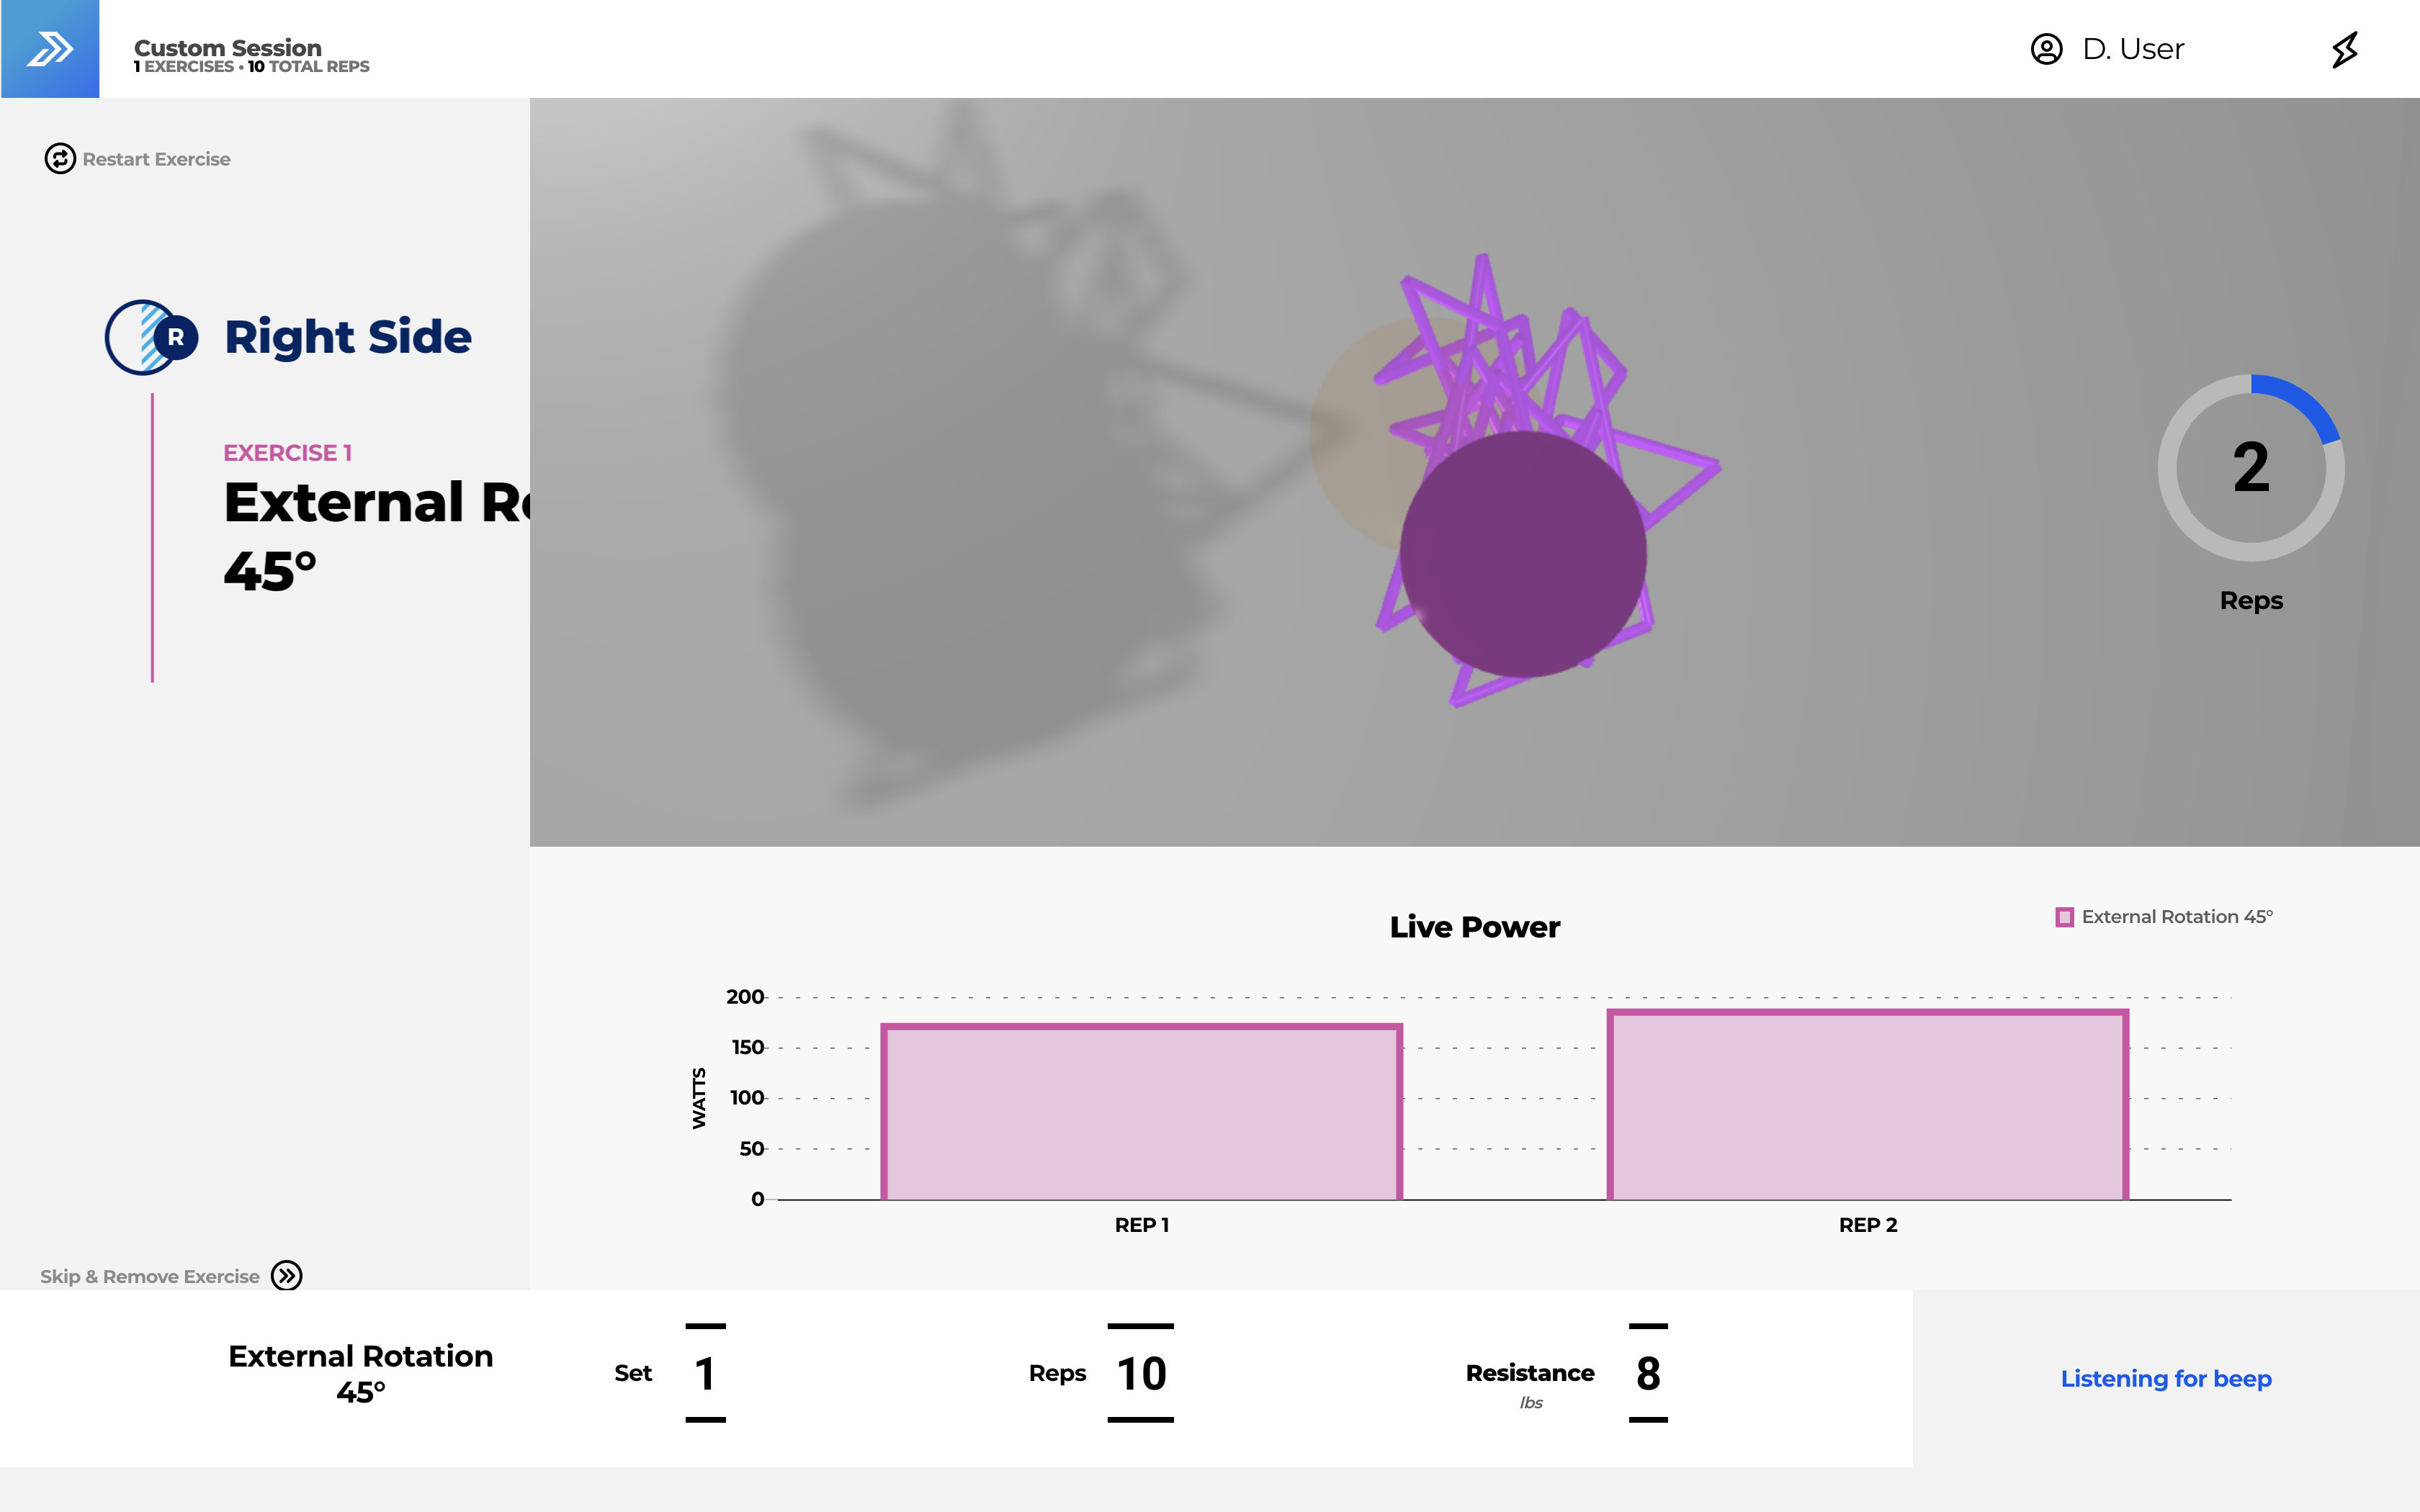 Custom Session
1 EXERCISES • 10 TOTAL REPS
D. User
Restart Exercise
R
Right Side
EXERCISE 1
External Ro
45°
2
Reps
Live Power
External Rotation 45°
200
150
100
50
0
WATTS
REP 1
REP 2
Skip & Remove Exercise
External Rotation
45°
Set
1
Reps
10
Resistance
lbs
8
Listening for beep